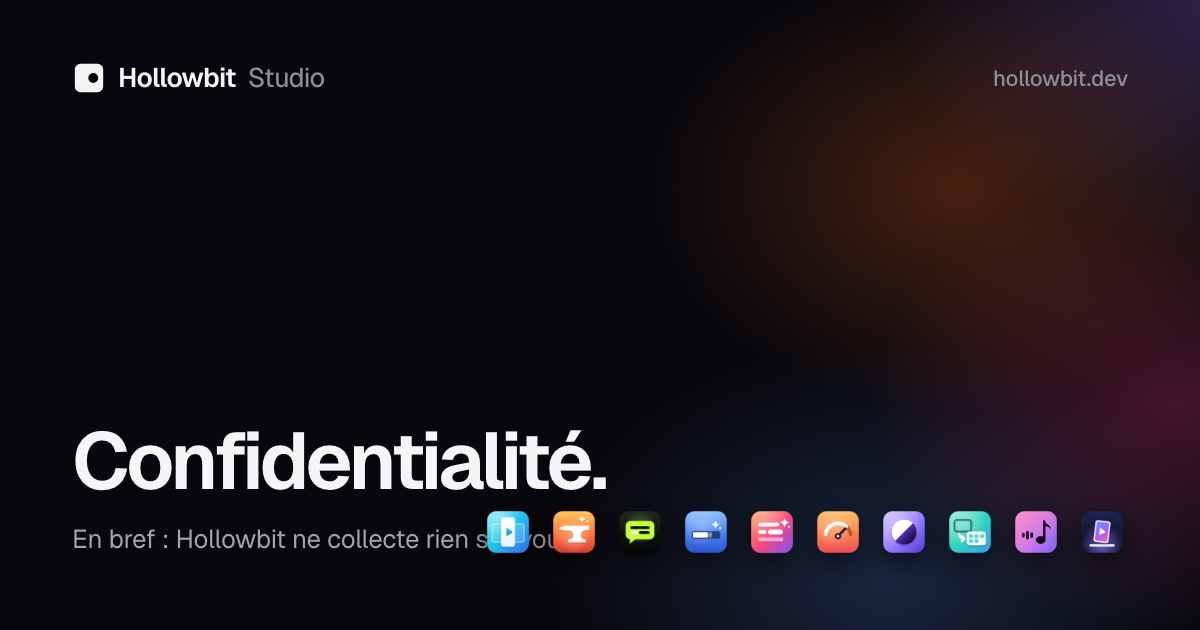 Hollowbit Studio
hollowbit.dev
Confidentialité.
En bref : Hollowbit ne collecte rien